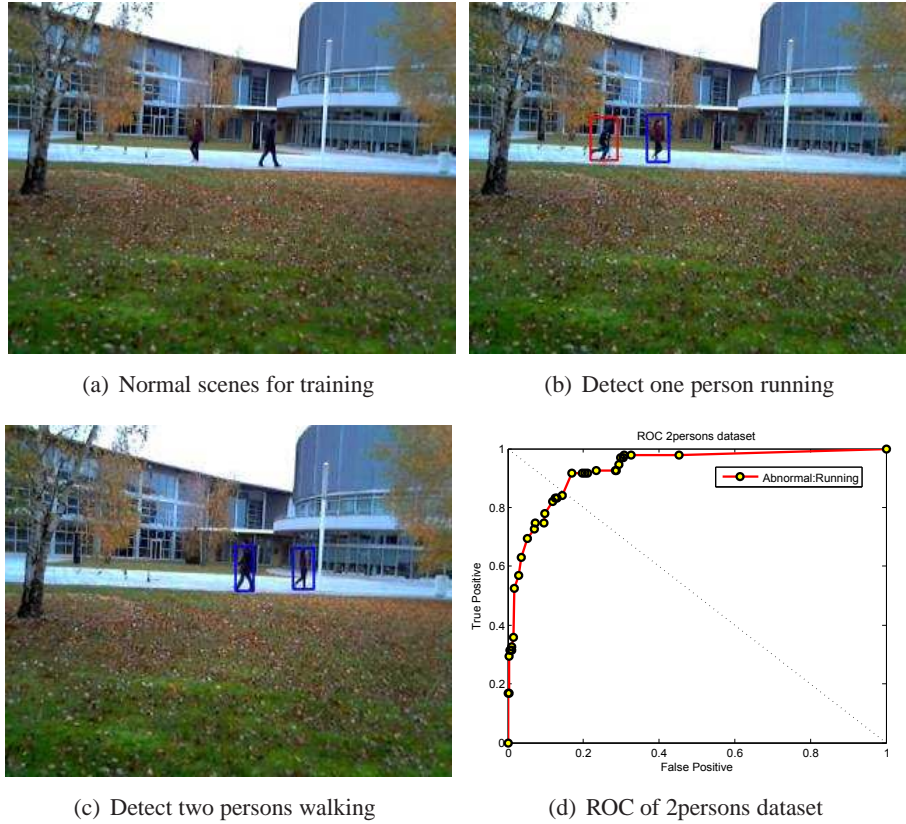 (a) Normal scenes for training
(b) Detect one person running
ROC 2persons dataset
1
0.8
0.6
0.4
0.2
0
True Positive
Abnormal:Running
0 0.2 0.4 0.6 0.8 1
False Positive
(c) Detect two persons walking
(d) ROC of 2persons dataset